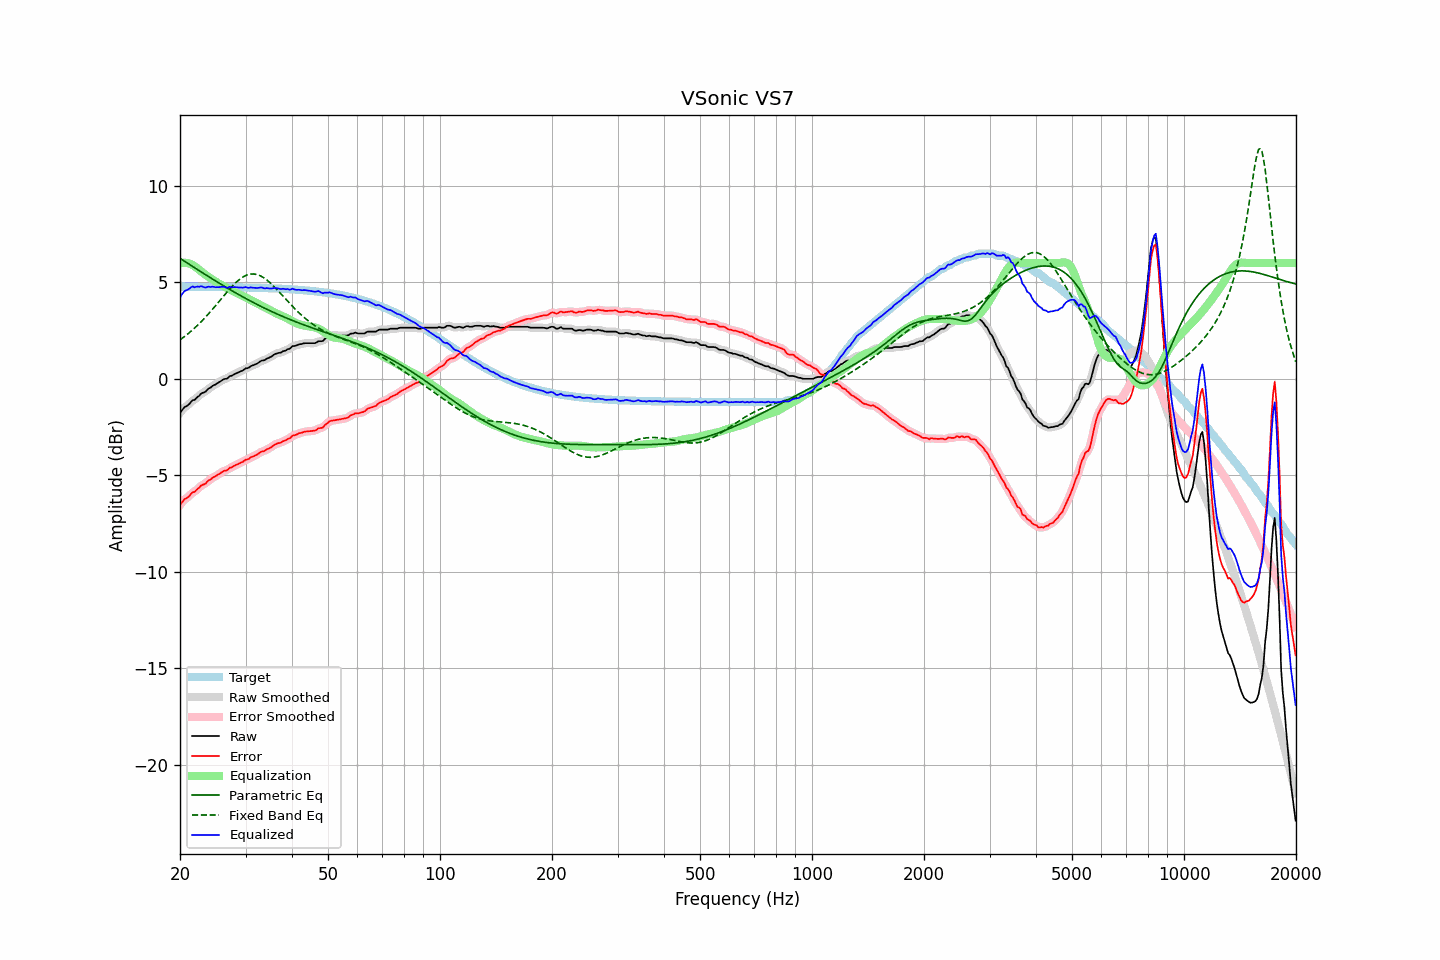 VSonic VS7
Amplitude (dBr)
10
5
0
−5
−10
−15
−20
Target
Raw Smoothed
Error Smoothed
Raw
Error
Equalization
Parametric Eq
Fixed Band Eq
Equalized
20 50 100 200 500 1000 2000 5000 10000 20000
Frequency (Hz)